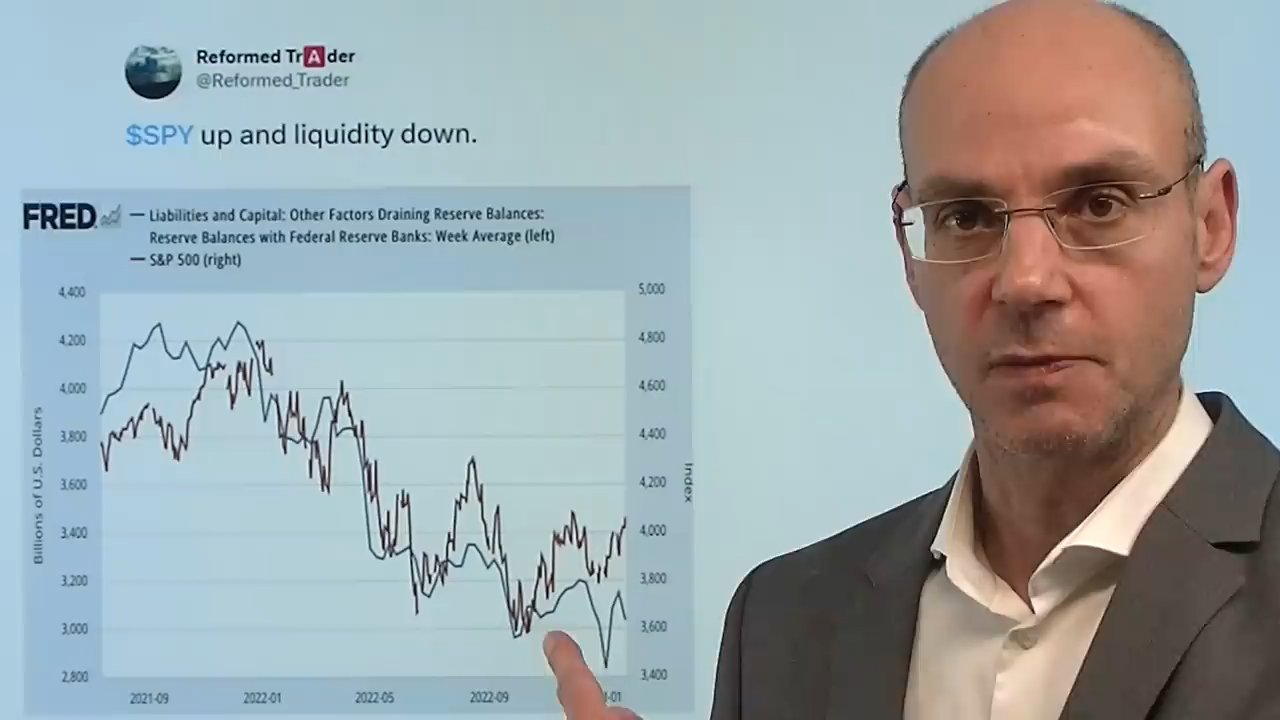 Reformed TrAder
@Reformed_Trader
$SPY up and liquidity down.
FRED
— Liabilities and Capital: Other Factors Draining Reserve Balances:
Reserve Balances with Federal Reserve Banks: Week Average (left)
— S&P 500 (right)
4,400
4,200
4,000
3,800
3,600
3,400
3,200
3,000
2,800
Billions of U.S. Dollars
5,000
4,800
4,600
4,400
4,200
4,000
3,800
3,600
3,400
Index
2021-09
2022-01
2022-05
2022-09
-01